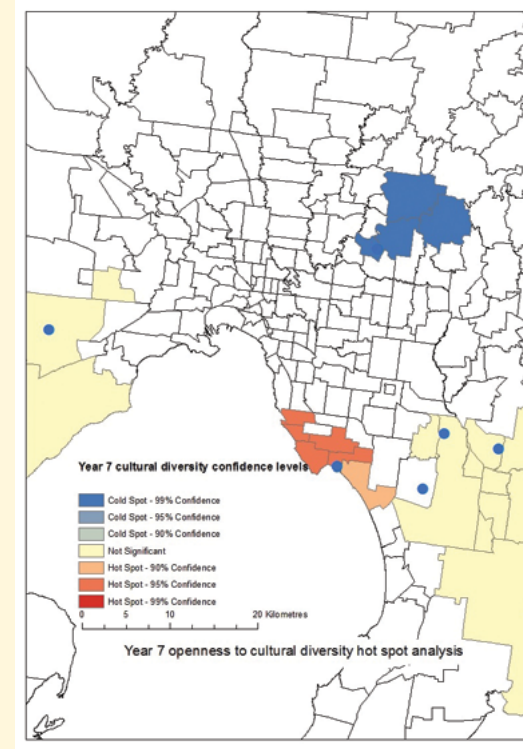 Year 7 cultural diversity confidence levels
Cold Spot - 99% Confidence
Cold Spot - 95% Confidence
Cold Spot - 90% Confidence
Not Significant
Hot Spot - 90% Confidence
Hot Spot - 95% Confidence
Hot Spot - 99% Confidence
0 5 10 20 Kilometres
Year 7 openness to cultural diversity hot spot analysis